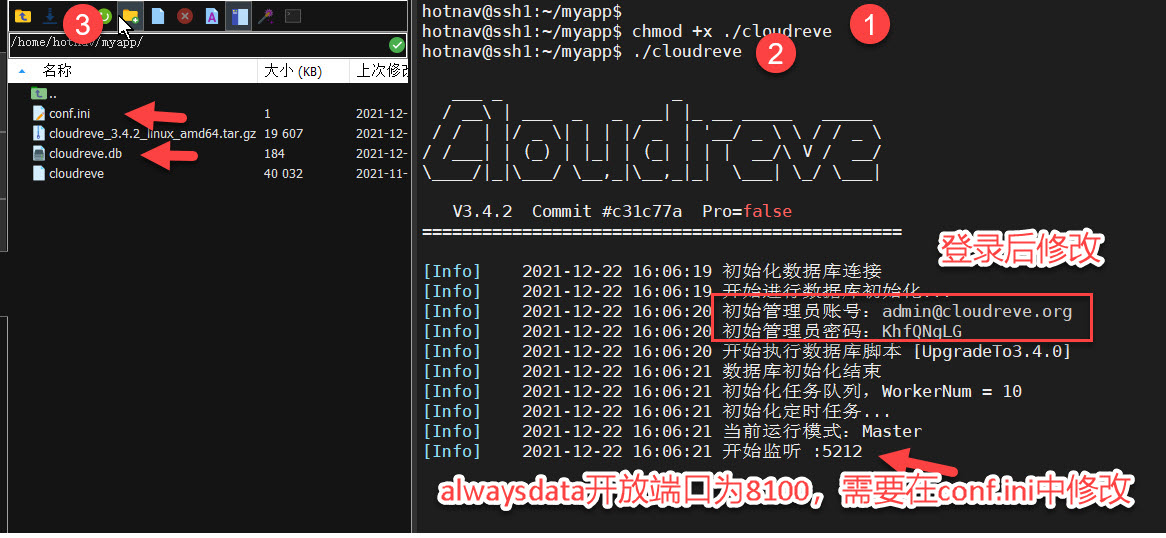 3
/home/hotnav/myapp/
名称 大小 (KB) 上次修改
..
conf.ini 1 2021-12-
cloudreve_3.4.2_linux_amd64.tar.gz 19 607 2021-12-
cloudreve.db 184 2021-12-
cloudreve 40 032 2021-11-
hotnav@ssh1:~/myapp$
hotnav@ssh1:~/myapp$ chmod +x ./cloudreve
1
hotnav@ssh1:~/myapp$ ./cloudreve
2
Cloudreve
V3.4.2 Commit #c31c77a Pro=false
================================================
登录后修改
[Info] 2021-12-22 16:06:19 初始化数据库连接
[Info] 2021-12-22 16:06:19 开始进行数据库初始化...
[Info] 2021-12-22 16:06:20 初始管理员账号：admin@cloudreve.org
[Info] 2021-12-22 16:06:20 初始管理员密码：KhfQNgLG
[Info] 2021-12-22 16:06:20 开始执行数据库脚本 [UpgradeTo3.4.0]
[Info] 2021-12-22 16:06:21 数据库初始化结束
[Info] 2021-12-22 16:06:21 初始化任务队列，WorkerNum = 10
[Info] 2021-12-22 16:06:21 初始化定时任务...
[Info] 2021-12-22 16:06:21 当前运行模式：Master
[Info] 2021-12-22 16:06:21 开始监听 :5212
alwaysdata开放端口为8100，需要在conf.ini中修改